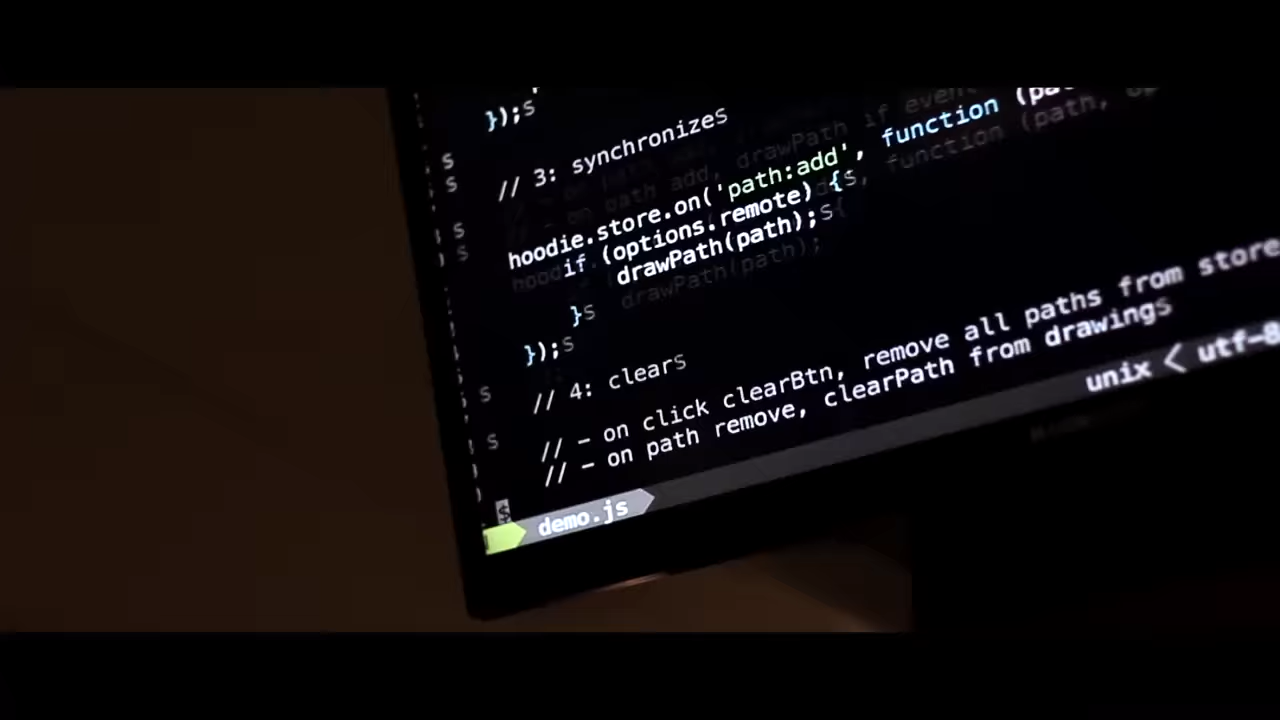 });$
$
// 3: synchronize$
$
hoodie.store.on('path:add', function
if (options.remote) {$
drawPath(path);$
}$
});$
$
// 4: clear$
$
// - on click clearBtn, remove all paths from store
// - on path remove, clearPath from drawing$
$
demo.js unix < utf-8